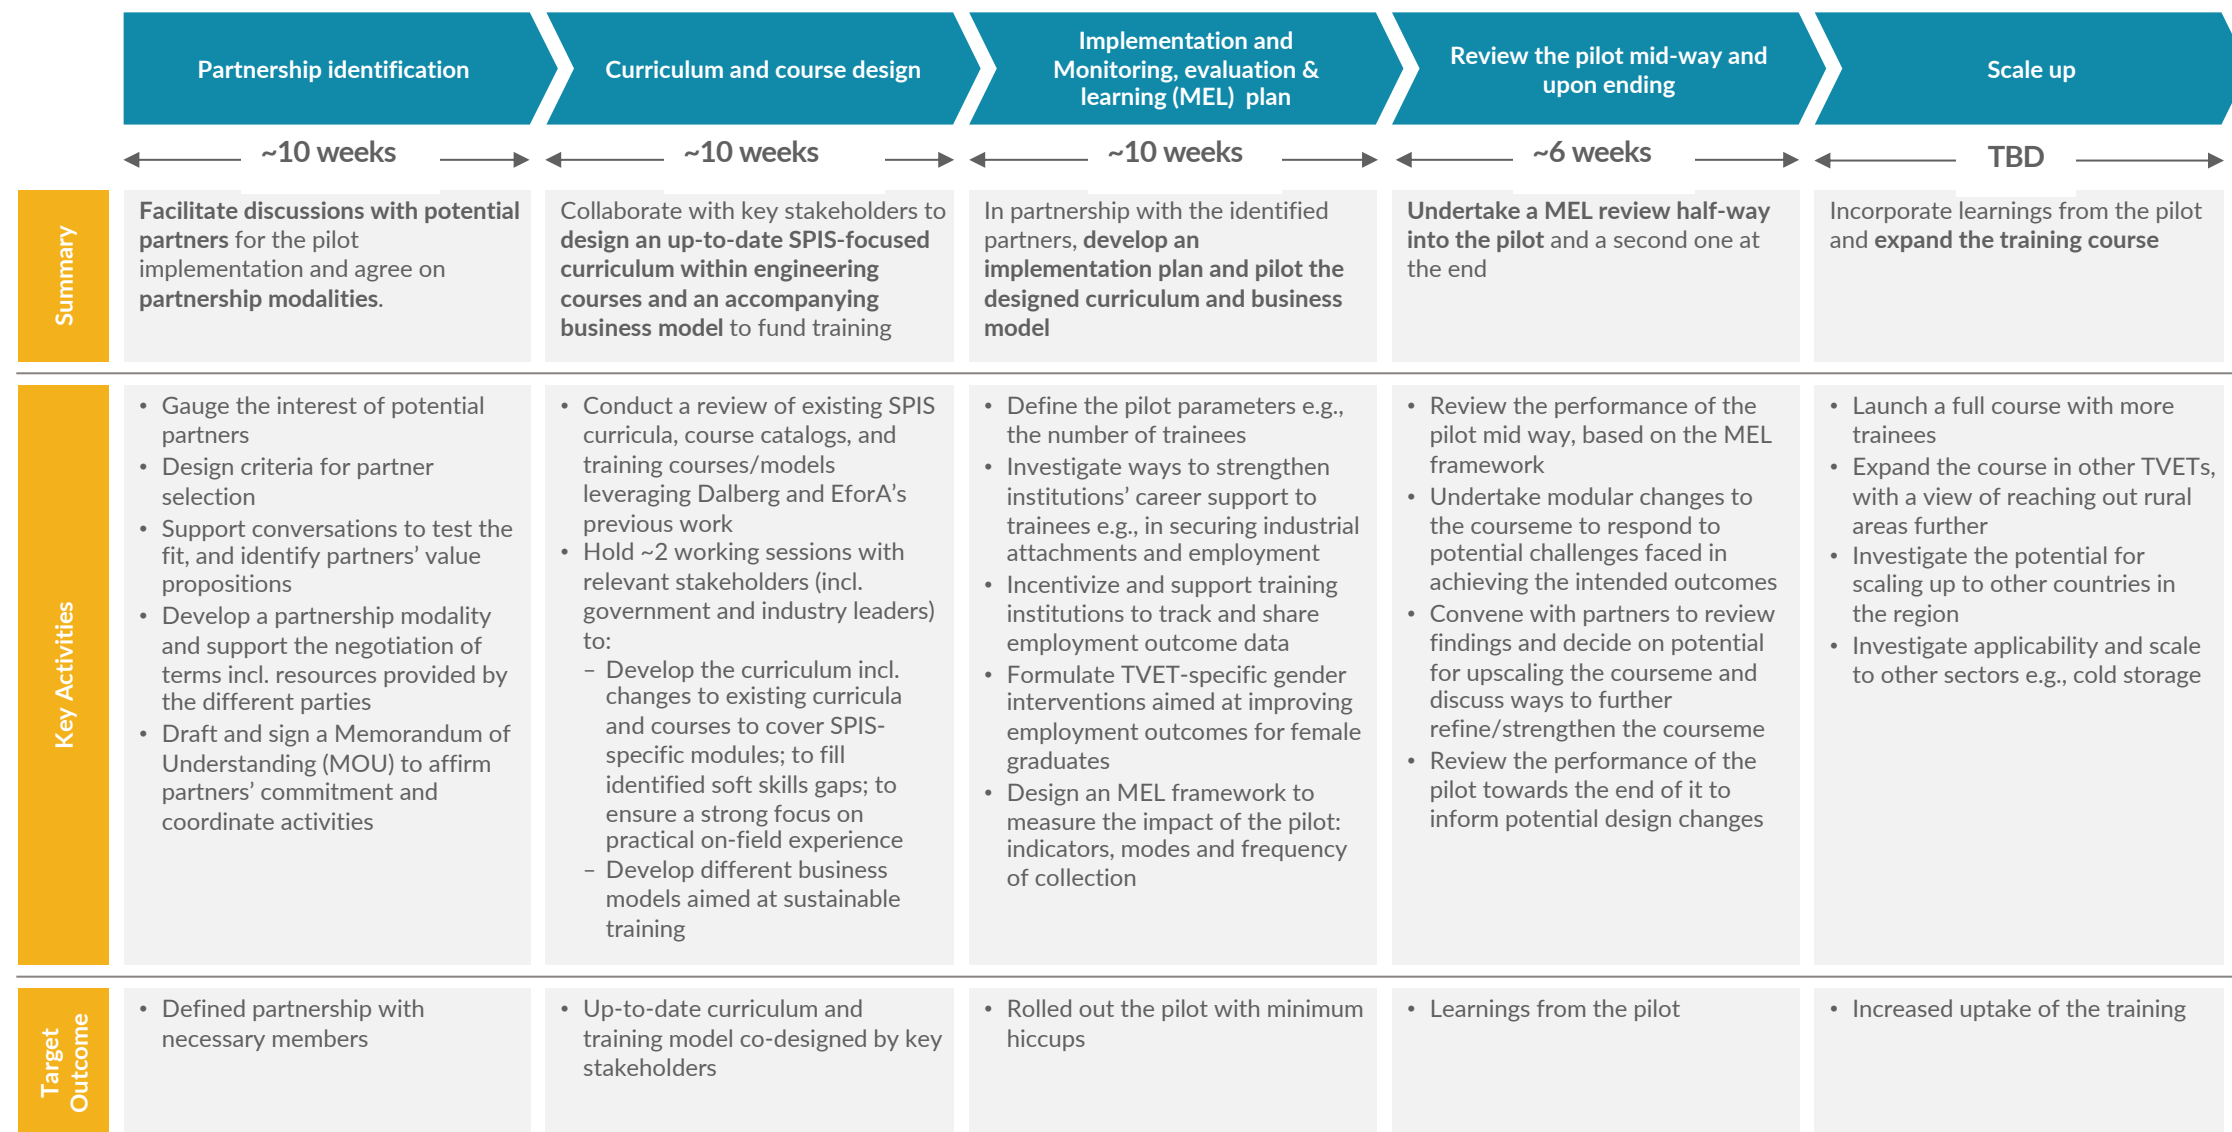 Partnership identification
Curriculum and course design
Implementation and
Monitoring, evaluation &
learning (MEL) plan
Review the pilot mid-way and
upon ending
Scale up
~10 weeks
~10 weeks
~10 weeks
~6 weeks
TBD
Summary
Facilitate discussions with potential
partners for the pilot
implementation and agree on
partnership modalities.
Collaborate with key stakeholders to
design an up-to-date SPIS-focused
curriculum within engineering
courses and an accompanying
business model to fund training
In partnership with the identified
partners, develop an
implementation plan and pilot the
designed curriculum and business
model
Undertake a MEL review half-way
into the pilot and a second one at
the end
Incorporate learnings from the pilot
and expand the training course
Key Activities
• Gauge the interest of potential
partners
• Design criteria for partner
selection
• Support conversations to test the
fit, and identify partners’ value
propositions
• Develop a partnership modality
and support the negotiation of
terms incl. resources provided by
the different parties
• Draft and sign a Memorandum of
Understanding (MOU) to affirm
partners’ commitment and
coordinate activities
• Conduct a review of existing SPIS
curricula, course catalogs, and
training courses/models
leveraging Dalberg and EforA’s
previous work
• Hold ~2 working sessions with
relevant stakeholders (incl.
government and industry leaders)
to:
– Develop the curriculum incl.
changes to existing curricula
and courses to cover SPIS-
specific modules; to fill
identified soft skills gaps; to
ensure a strong focus on
practical on-field experience
– Develop different business
models aimed at sustainable
training
• Define the pilot parameters e.g.,
the number of trainees
• Investigate ways to strengthen
institutions’ career support to
trainees e.g., in securing industrial
attachments and employment
• Incentivize and support training
institutions to track and share
employment outcome data
• Formulate TVET-specific gender
interventions aimed at improving
employment outcomes for female
graduates
• Design an MEL framework to
measure the impact of the pilot:
indicators, modes and frequency
of collection
• Review the performance of the
pilot mid way, based on the MEL
framework
• Undertake modular changes to
the courseme to respond to
potential challenges faced in
achieving the intended outcomes
• Convene with partners to review
findings and decide on potential
for upscaling the courseme and
discuss ways to further
refine/strengthen the courseme
• Review the performance of the
pilot towards the end of it to
inform potential design changes
• Launch a full course with more
trainees
• Expand the course in other TVETs,
with a view of reaching out rural
areas further
• Investigate the potential for
scaling up to other countries in
the region
• Investigate applicability and scale
to other sectors e.g., cold storage
Target
Outcome
• Defined partnership with
necessary members
• Up-to-date curriculum and
training model co-designed by key
stakeholders
• Rolled out the pilot with minimum
hiccups
• Learnings from the pilot
• Increased uptake of the training